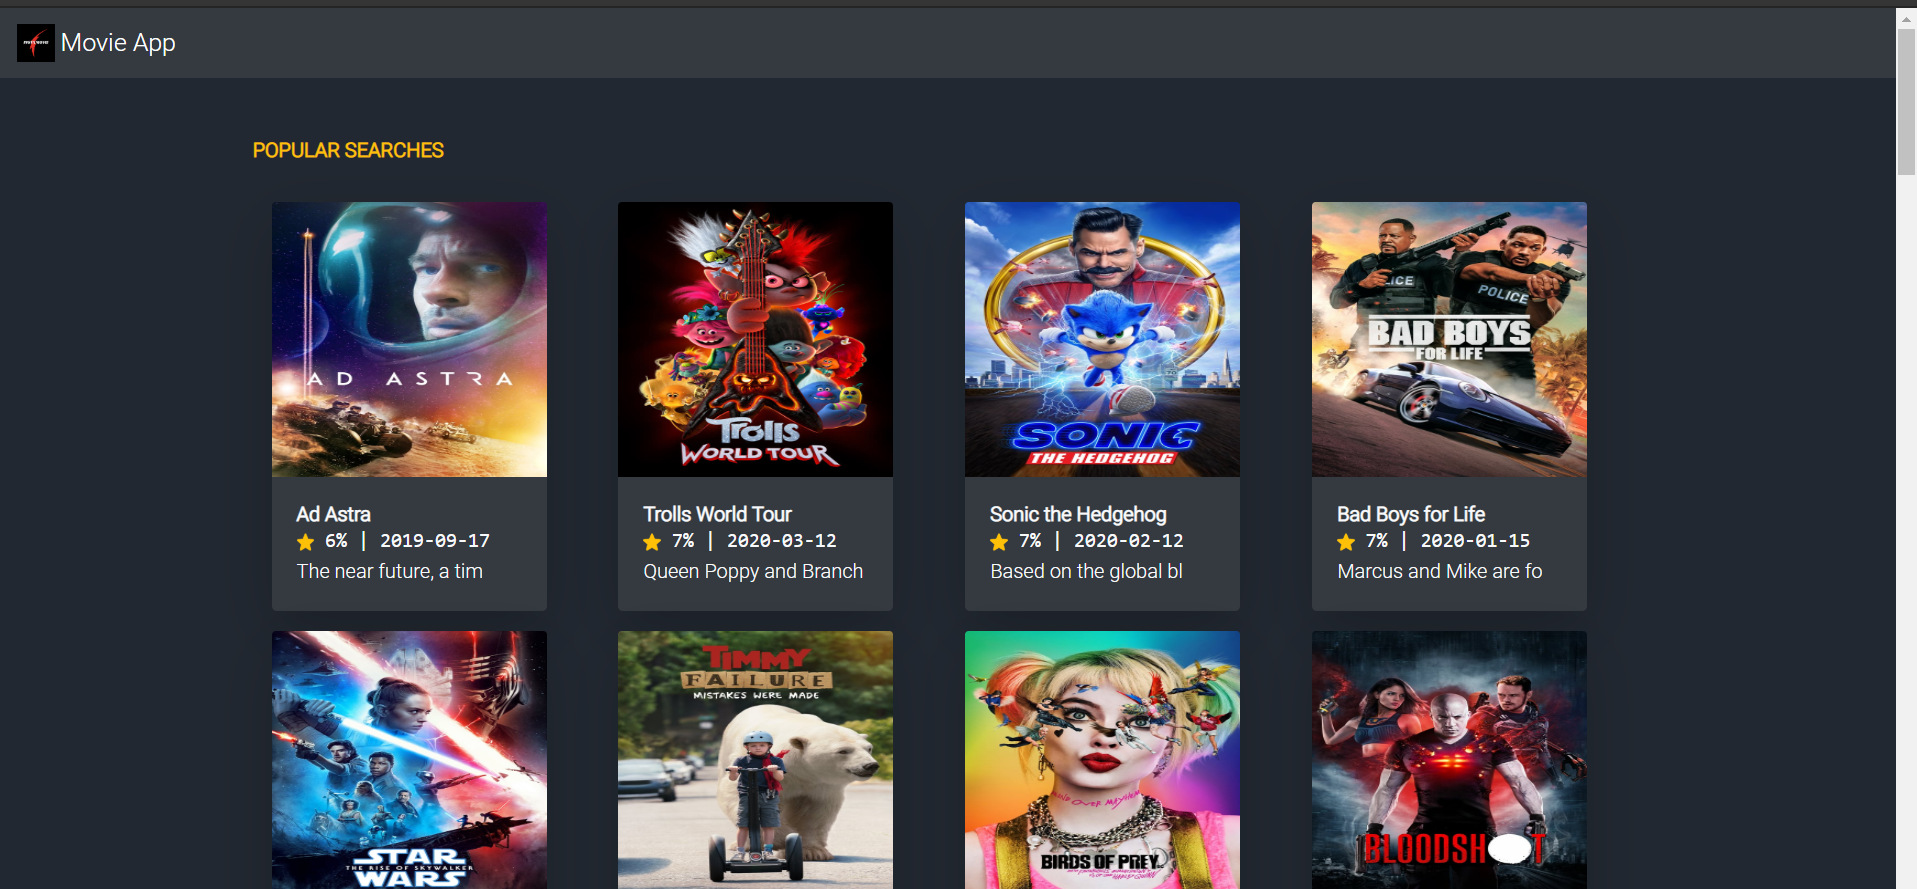 Movie App
POPULAR SEARCHES
AD ASTRA
Trolls
WORLD TOUR
SONIC
THE HEDGEHOG
POLICE
POLICE
BAD BOYS
FOR LIFE
Ad Astra
6% | 2019-09-17
The near future, a tim
Trolls World Tour
7% | 2020-03-12
Queen Poppy and Branch
Sonic the Hedgehog
7% | 2020-02-12
Based on the global bl
Bad Boys for Life
7% | 2020-01-15
Marcus and Mike are fo
STAR
THE RISE OF SKYWALKER
WARS
TIMMY
FAILURE
MISTAKES WERE MADE
BIRDS OF PREY
BLOODSH T